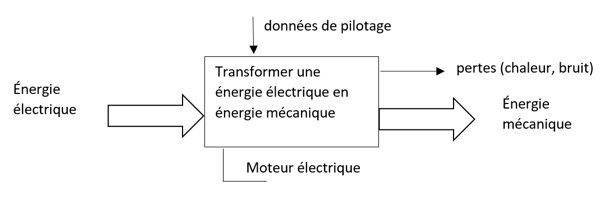 données de pilotage
Transformer une
énergie électrique en
énergie mécanique
pertes (chaleur, bruit)
Énergie
électrique
Énergie
mécanique
Moteur électrique